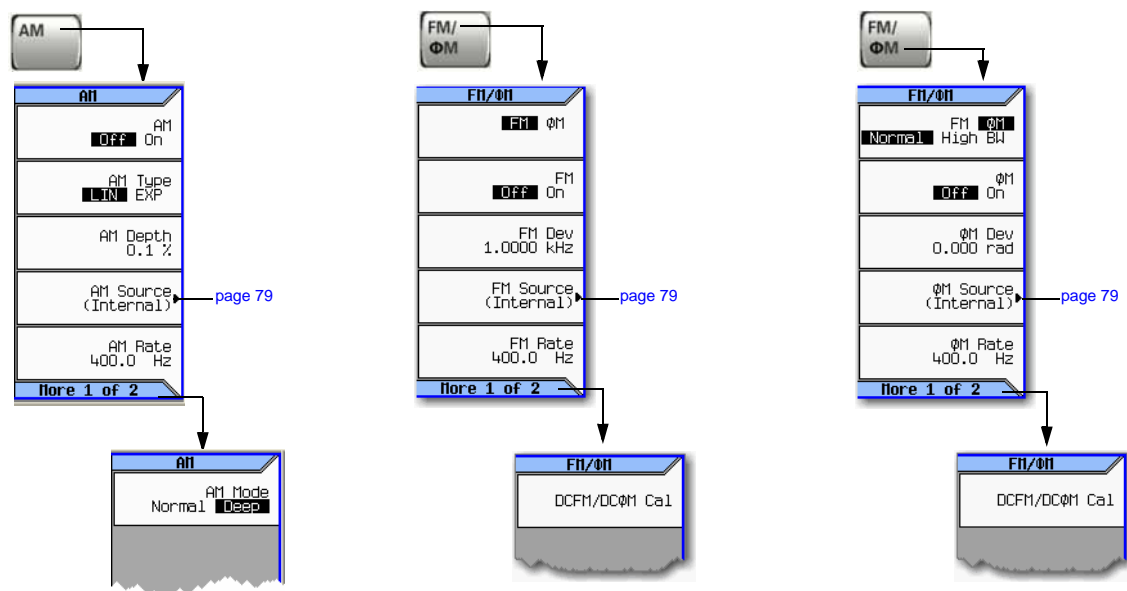 AM
AM
AM
Off On
AM Type
LIN EXP
AM Depth
0.1 %
AM Source
(Internal)
page 79
AM Rate
400.0 Hz
More 1 of 2
AM
AM Mode
Normal Deep
FM/
ΦM
FM/ΦM
FM ΦM
FM
Off On
FM Dev
1.0000 kHz
FM Source
(Internal)
page 79
FM Rate
400.0 Hz
More 1 of 2
FM/ΦM
DCFM/DCΦM Cal
FM/
ΦM
FM/ΦM
FM ΦM
Normal High BW
ΦM
Off On
ΦM Dev
0.000 rad
ΦM Source
(Internal)
page 79
ΦM Rate
400.0 Hz
More 1 of 2
FM/ΦM
DCFM/DCΦM Cal